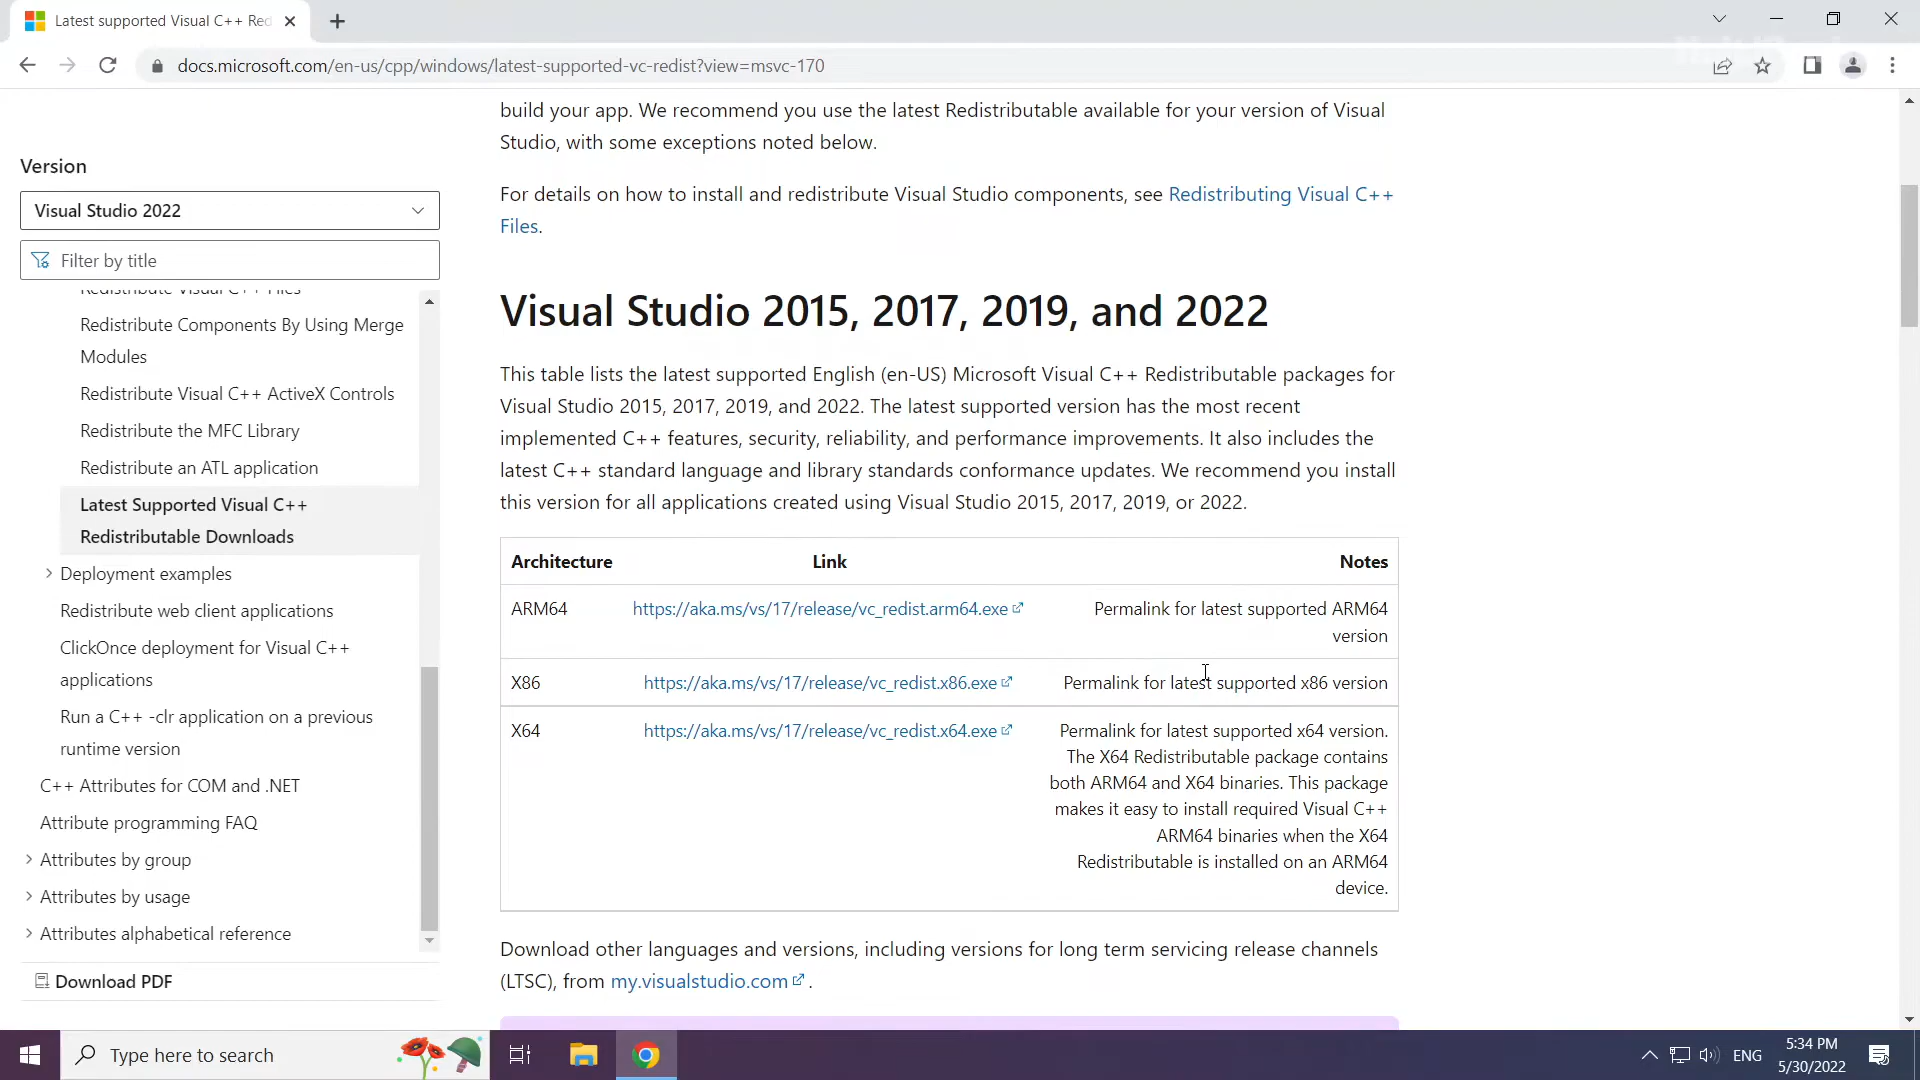 Latest supported Visual C++ Red
docs.microsoft.com/en-us/cpp/windows/latest-supported-vc-redist?view=msvc-170
Version
Visual Studio 2022
Filter by title
Redistribute Visual C++ Files
Redistribute Components By Using Merge
Modules
Redistribute Visual C++ ActiveX Controls
Redistribute the MFC Library
Redistribute an ATL application
Latest Supported Visual C++
Redistributable Downloads
Deployment examples
Redistribute web client applications
ClickOnce deployment for Visual C++
applications
Run a C++ -clr application on a previous
runtime version
C++ Attributes for COM and .NET
Attribute programming FAQ
Attributes by group
Attributes by usage
Attributes alphabetical reference
Download PDF
build your app. We recommend you use the latest Redistributable available for your version of Visual
Studio, with some exceptions noted below.
For details on how to install and redistribute Visual Studio components, see Redistributing Visual C++
Files.
Visual Studio 2015, 2017, 2019, and 2022
This table lists the latest supported English (en-US) Microsoft Visual C++ Redistributable packages for
Visual Studio 2015, 2017, 2019, and 2022. The latest supported version has the most recent
implemented C++ features, security, reliability, and performance improvements. It also includes the
latest C++ standard language and library standards conformance updates. We recommend you install
this version for all applications created using Visual Studio 2015, 2017, 2019, or 2022.
Architecture Link Notes
ARM64 https://aka.ms/vs/17/release/vc_redist.arm64.exe Permalink for latest supported ARM64
version
X86 https://aka.ms/vs/17/release/vc_redist.x86.exe Permalink for latest supported x86 version
X64 https://aka.ms/vs/17/release/vc_redist.x64.exe Permalink for latest supported x64 version.
The X64 Redistributable package contains
both ARM64 and X64 binaries. This package
makes it easy to install required Visual C++
ARM64 binaries when the X64
Redistributable is installed on an ARM64
device.
Download other languages and versions, including versions for long term servicing release channels
(LTSC), from my.visualstudio.com .
Type here to search
ENG
5:34 PM
5/30/2022